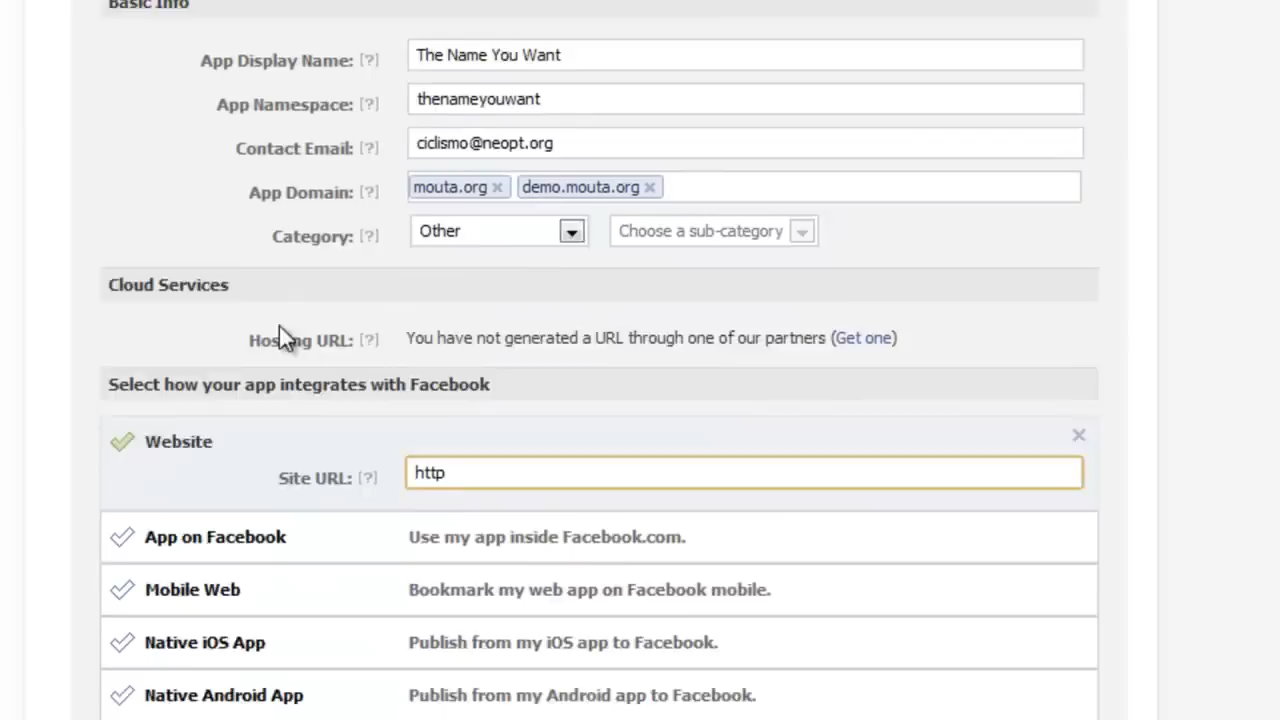 Basic Info
App Display Name: [?] The Name You Want
App Namespace: [?] thenameyouwant
Contact Email: [?] ciclismo@neopt.org
App Domain: [?] mouta.org × demo.mouta.org ×
Category: [?] Other Choose a sub-category
Cloud Services
Hosting URL: [?] You have not generated a URL through one of our partners (Get one)
Select how your app integrates with Facebook
Website ×
Site URL: [?] http
App on Facebook Use my app inside Facebook.com.
Mobile Web Bookmark my web app on Facebook mobile.
Native iOS App Publish from my iOS app to Facebook.
Native Android App Publish from my Android app to Facebook.